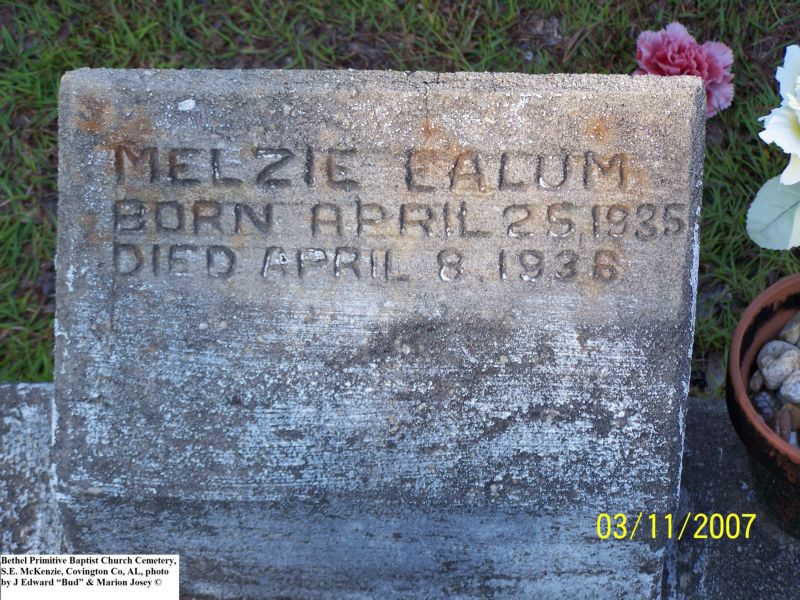 MELZIE EALUM
BORN APRIL 25 1935
DIED APRIL 8, 1936
03/11/2007
Bethel Primitive Baptist Church Cemetery,
S.E. McKenzie, Covington Co, AL, photo
by J Edward “Bud” & Marion Josey ©